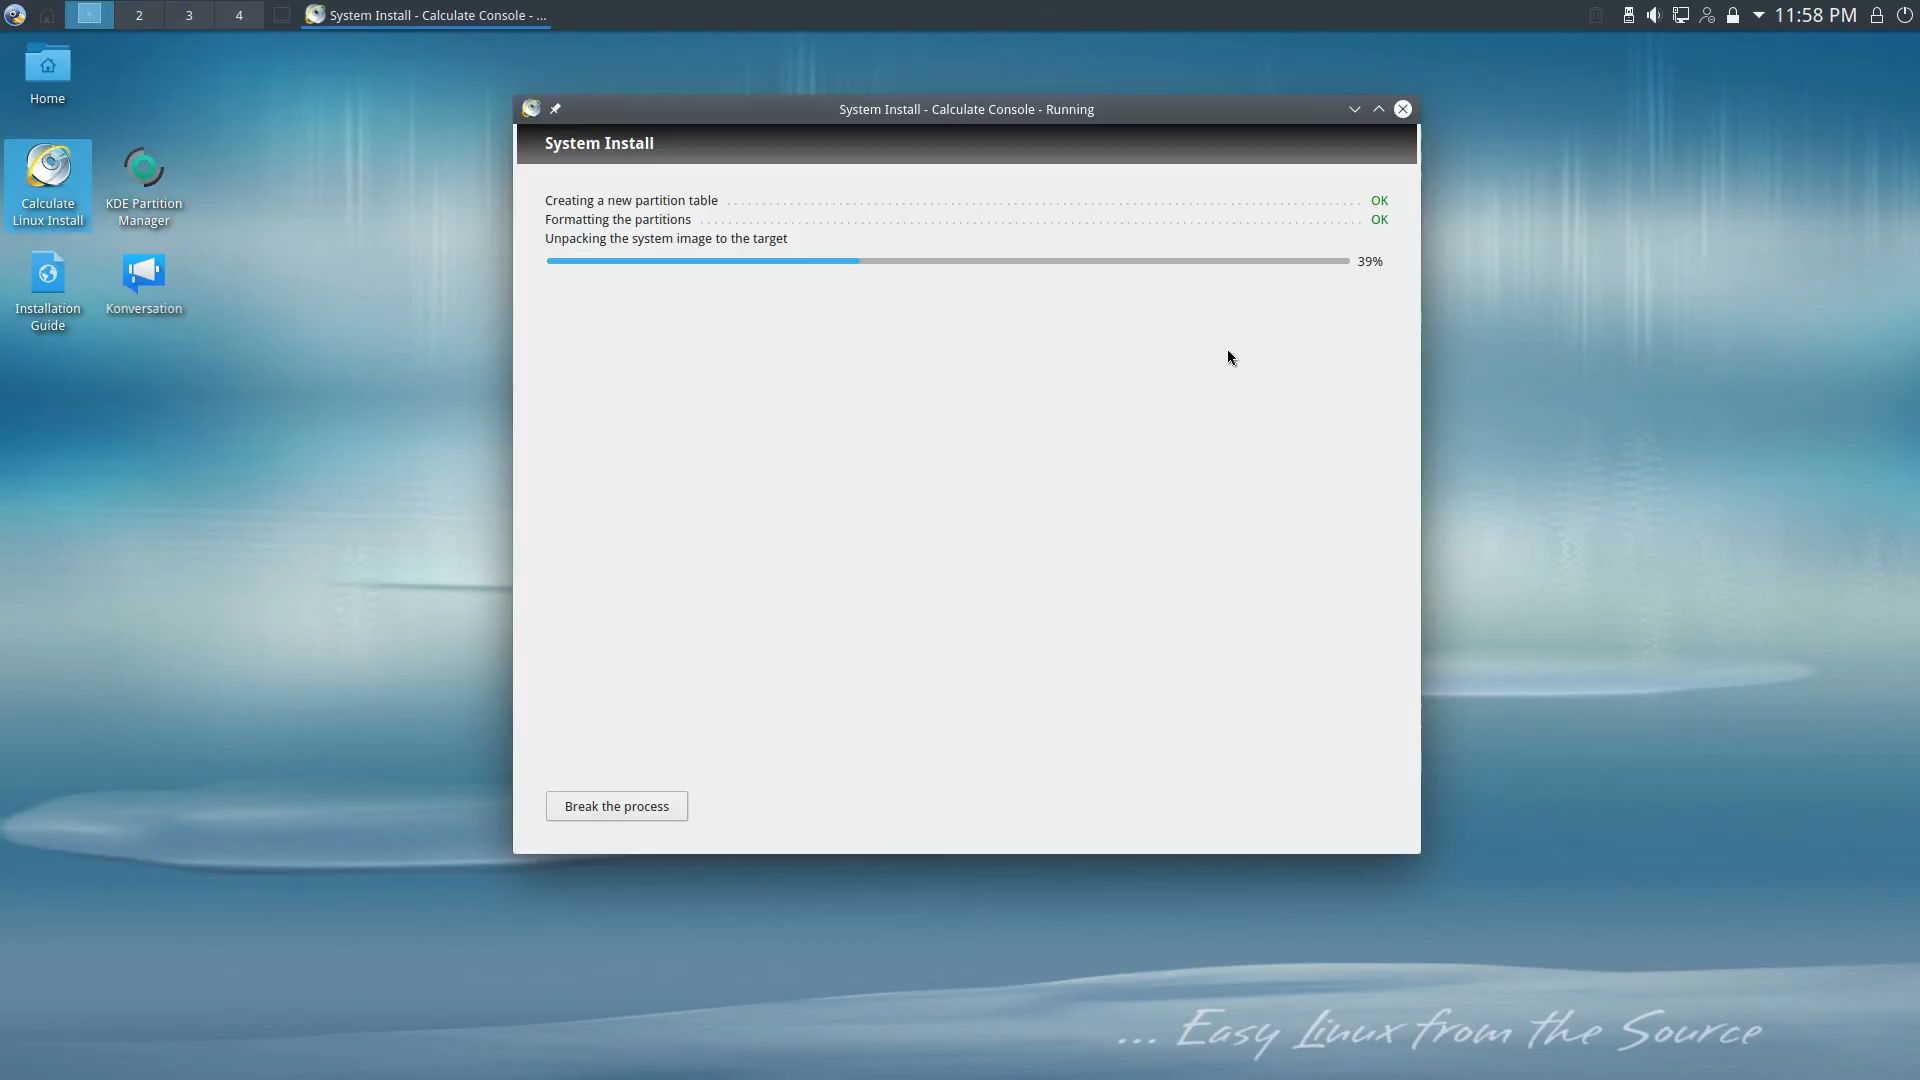 2
3
4
System Install - Calculate Console - ...
11:58 PM
Home
Calculate
Linux Install
KDE Partition
Manager
Installation
Guide
Konversation
System Install - Calculate Console - Running
System Install
Creating a new partition table OK
Formatting the partitions OK
Unpacking the system image to the target
39%
Break the process
... Easy Linux from the Source